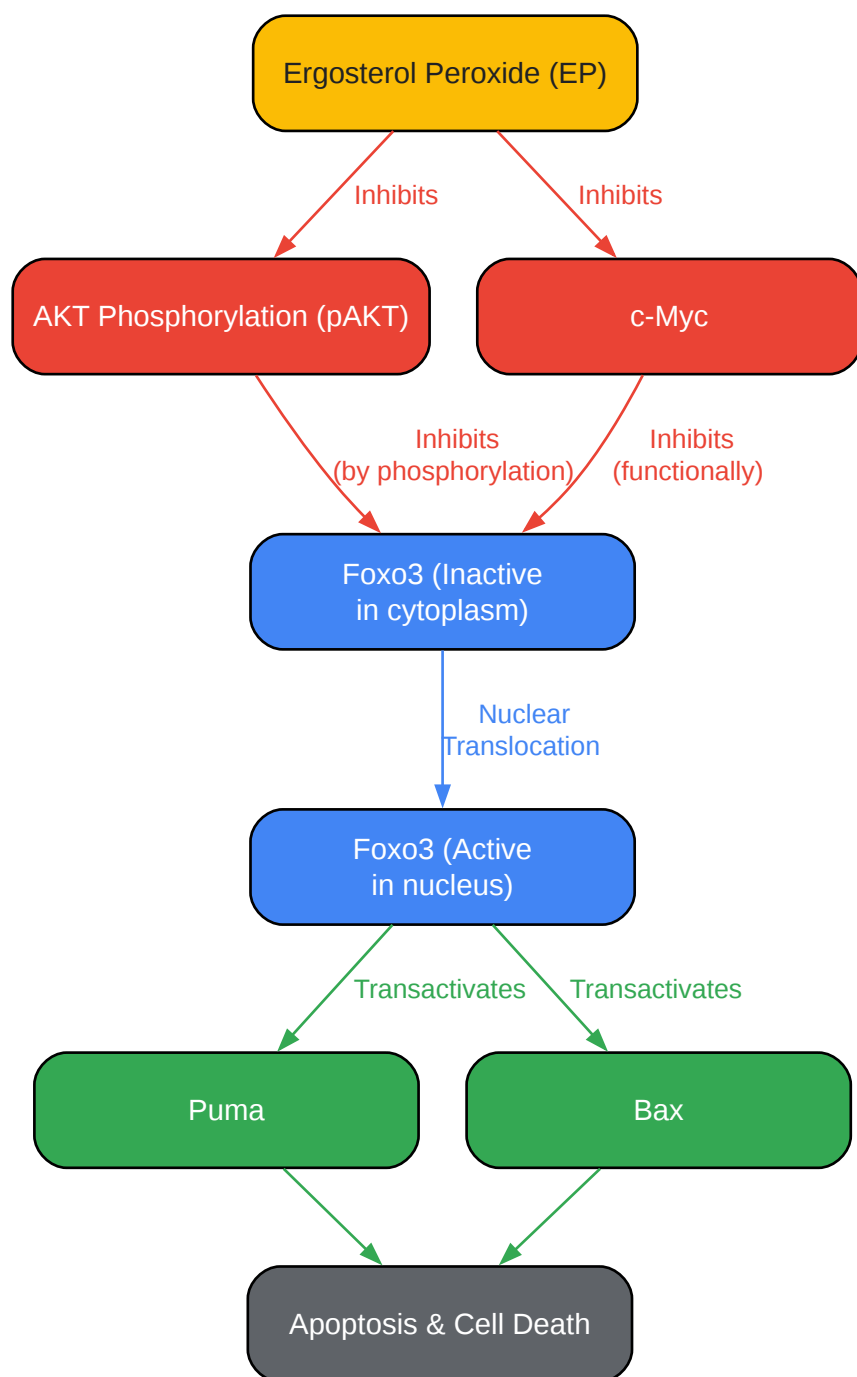 Ergosterol Peroxide (EP)
Inhibits
Inhibits
AKT Phosphorylation (pAKT)
c-Myc
Inhibits
(by phosphorylation)
Inhibits
(functionally)
Foxo3 (Inactive
in cytoplasm)
Nuclear
Translocation
Foxo3 (Active
in nucleus)
Transactivates
Transactivates
Puma
Bax
Apoptosis & Cell Death